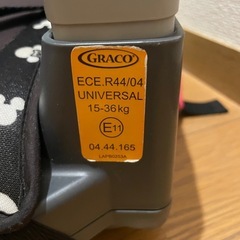 GRACO
ECE.R44/04
UNIVERSAL
15-36kg
E11
04.44.165